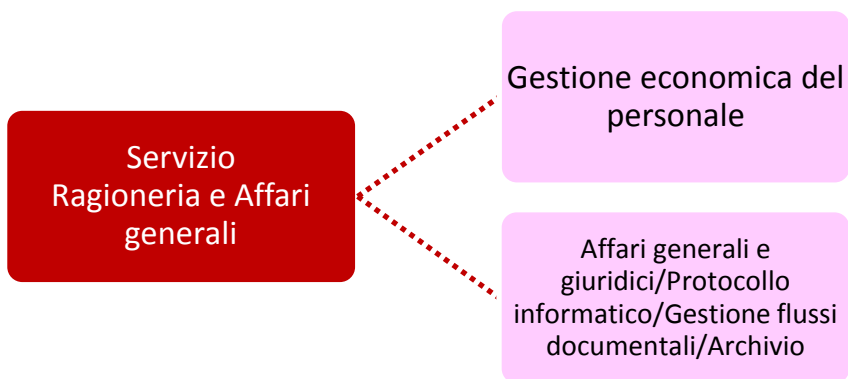 Servizio
Ragioneria e Affari
generali
Gestione economica del
personale
Affari generali e
giuridici/Protocollo
informatico/Gestione flussi
documentali/Archivio